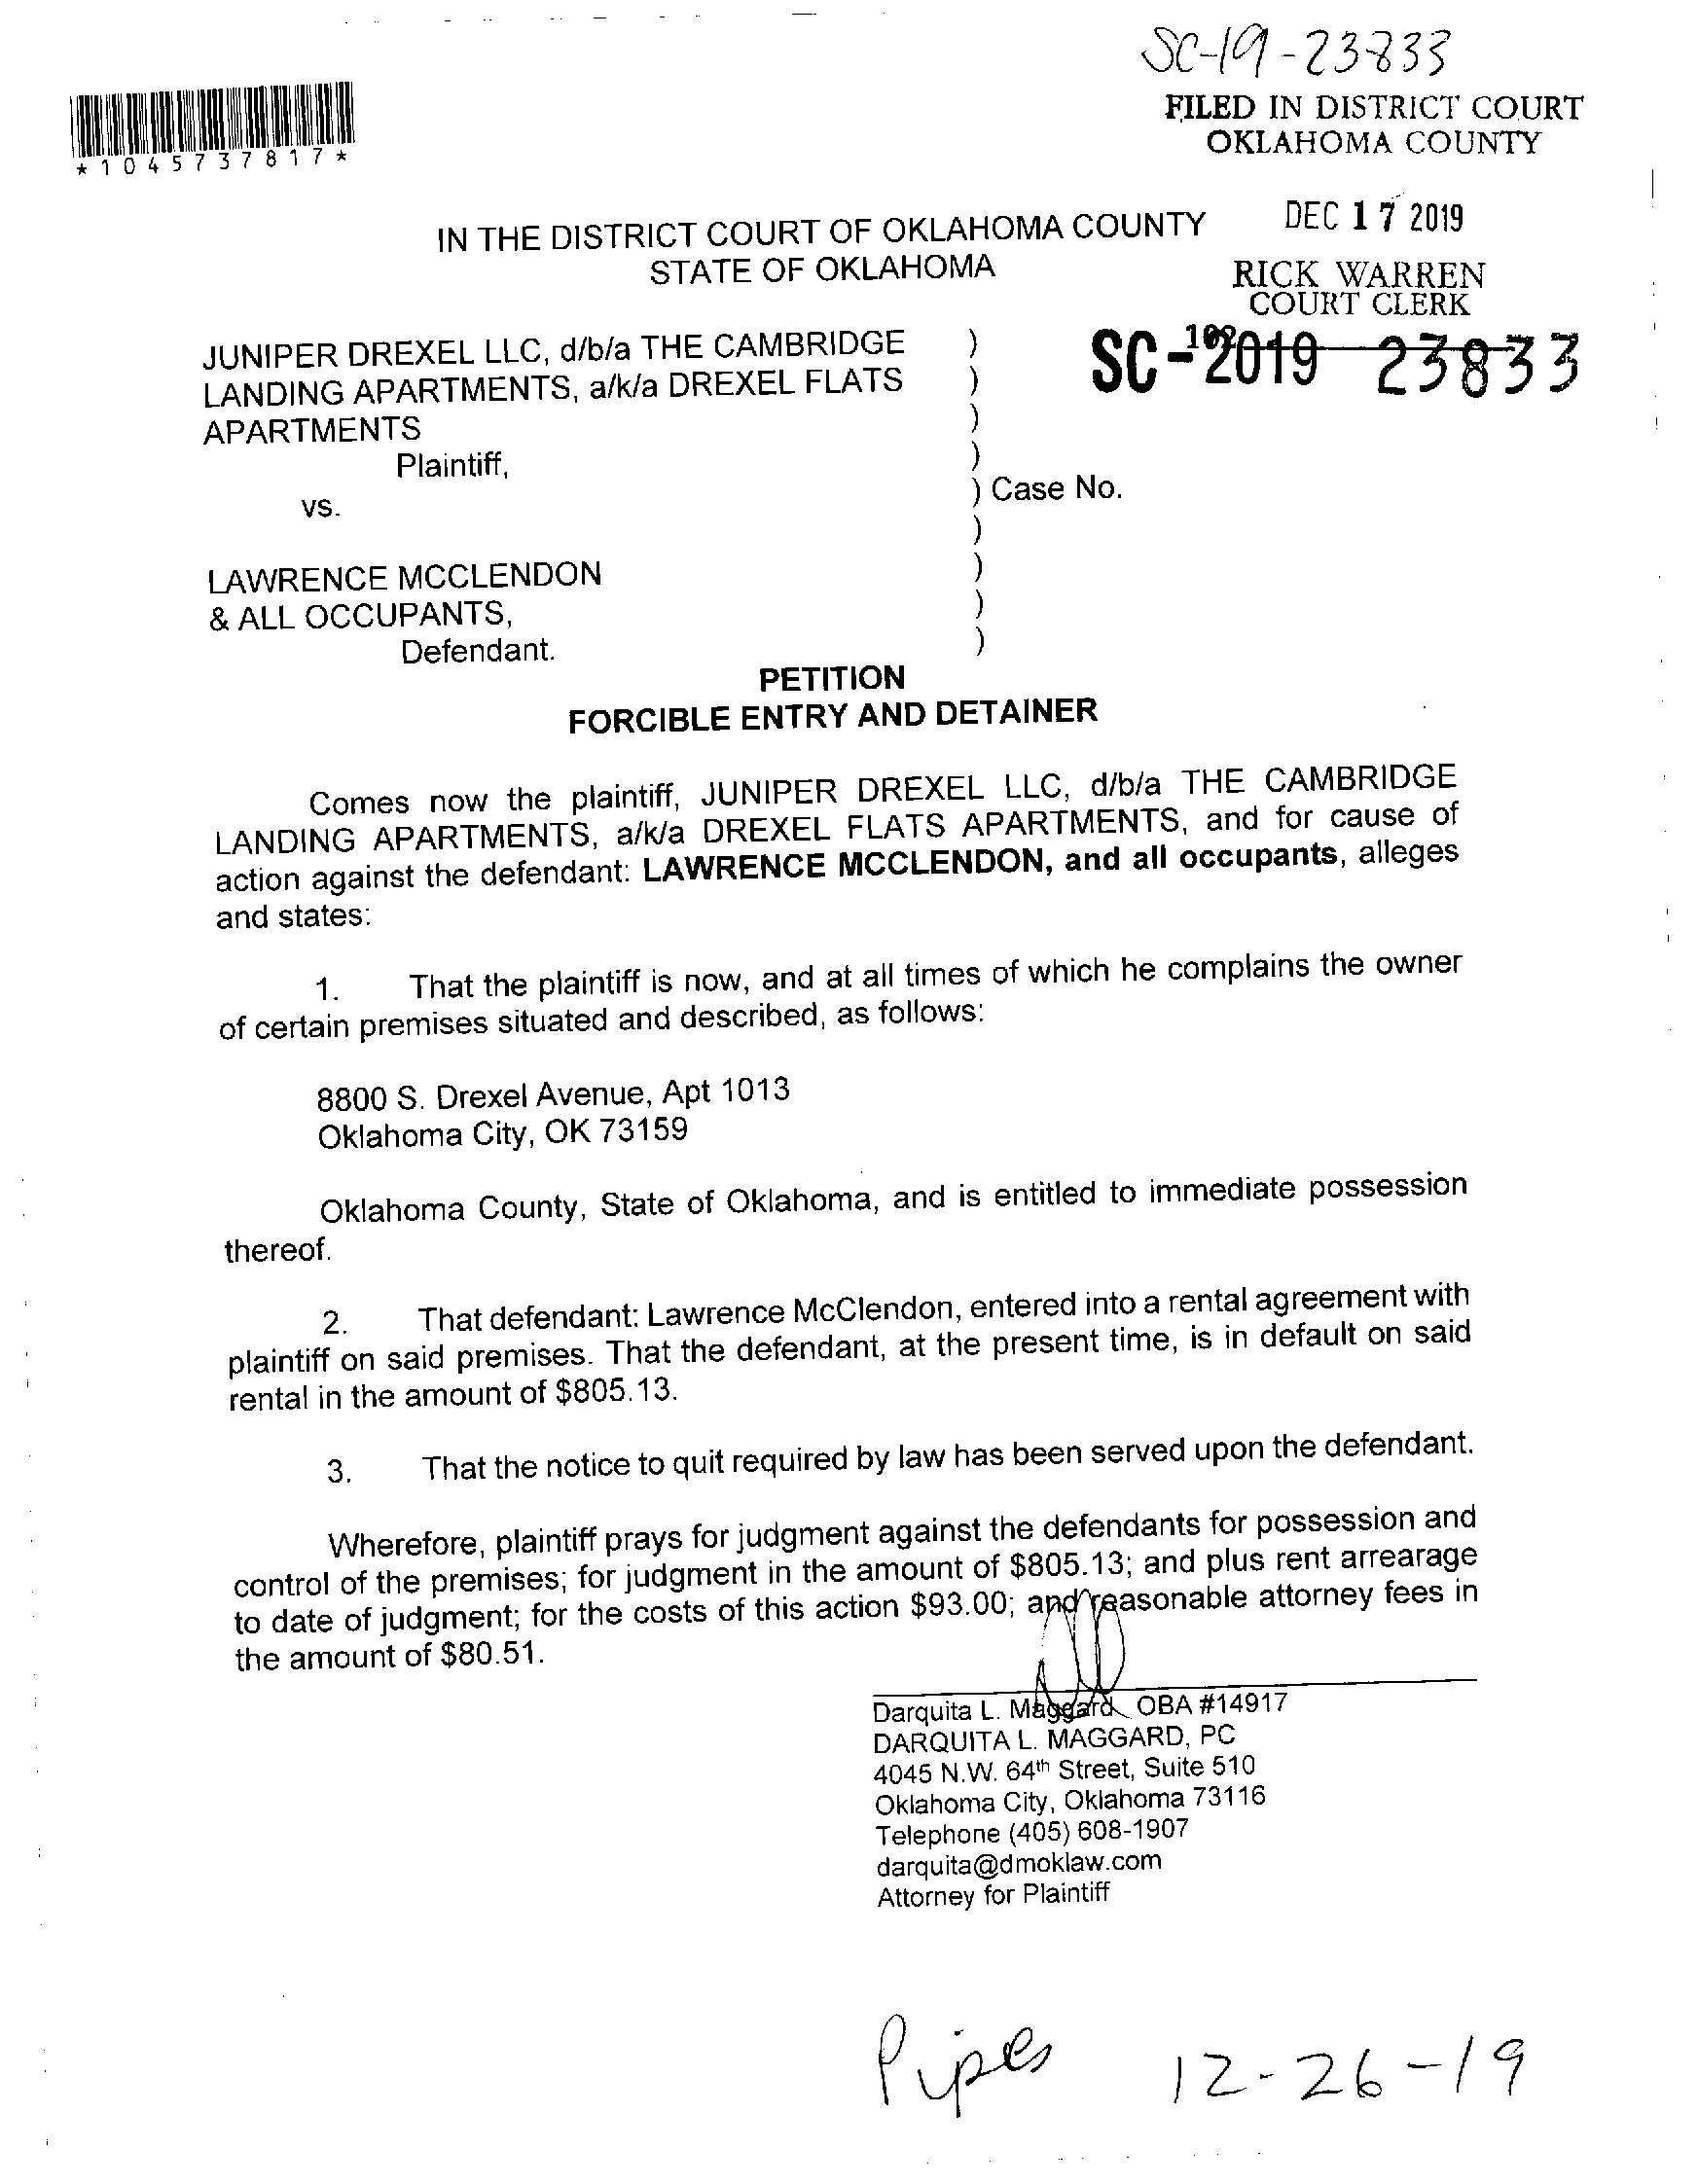 SC-19-23833
FILED IN DISTRICT COURT
OKLAHOMA COUNTY
*1045737817*
DEC 17 2019
IN THE DISTRICT COURT OF OKLAHOMA COUNTY
STATE OF OKLAHOMA
RICK WARREN
COURT CLERK
SC-2019 23833
JUNIPER DREXEL LLC, d/b/a THE CAMBRIDGE )
LANDING APARTMENTS, a/k/a DREXEL FLATS )
APARTMENTS )
Plaintiff, )
) Case No.
vs.
)
LAWRENCE MCCLENDON )
& ALL OCCUPANTS, )
Defendant. )
PETITION
FORCIBLE ENTRY AND DETAINER
Comes now the plaintiff, JUNIPER DREXEL LLC, d/b/a THE CAMBRIDGE
LANDING APARTMENTS, a/k/a DREXEL FLATS APARTMENTS, and for cause of
action against the defendant: LAWRENCE MCCLENDON, and all occupants, alleges
and states:
1. That the plaintiff is now, and at all times of which he complains the owner
of certain premises situated and described, as follows:
8800 S. Drexel Avenue, Apt 1013
Oklahoma City, OK 73159
Oklahoma County, State of Oklahoma, and is entitled to immediate possession
thereof.
2. That defendant: Lawrence McClendon, entered into a rental agreement with
plaintiff on said premises. That the defendant, at the present time, is in default on said
rental in the amount of $805.13.
3. That the notice to quit required by law has been served upon the defendant.
Wherefore, plaintiff prays for judgment against the defendants for possession and
control of the premises; for judgment in the amount of $805.13; and plus rent arrearage
to date of judgment; for the costs of this action $93.00; and reasonable attorney fees in
the amount of $80.51.
Darquita L. Maggard OBA #14917
DARQUITA L. MAGGARD, PC
4045 N.W. 64th Street, Suite 510
Oklahoma City, Oklahoma 73116
Telephone (405) 608-1907
darquita@dmoklaw.com
Attorney for Plaintiff
Pipes 12-26-19